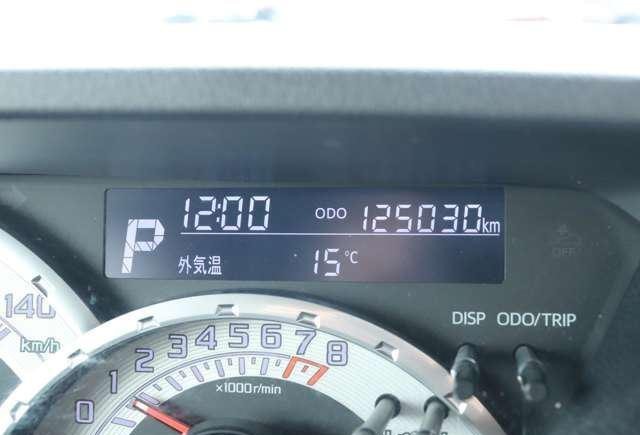 12:00 ODO 125030km
P
外気温 15℃
OFF
DISP ODO/TRIP
140
km/h
0 1 2 3 4 5 6 7 8
×1000r/min